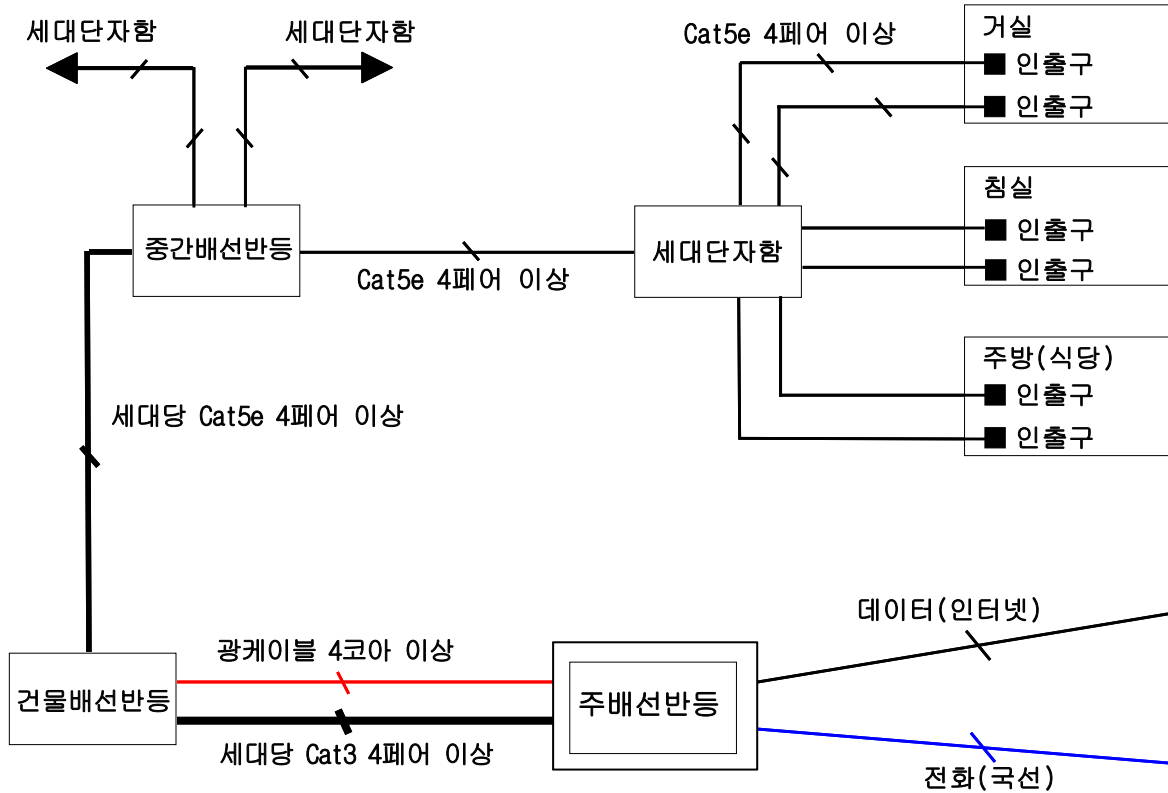 세대단자함
세대단자함
Cat5e 4페어 이상
거실
인출구
인출구
침실
인출구
인출구
중간배선반등
세대단자함
Cat5e 4페어 이상
주방(식당)
인출구
인출구
세대당 Cat5e 4페어 이상
데이터(인터넷)
광케이블 4코아 이상
건물배선반등
주배선반등
세대당 Cat3 4페어 이상
전화(국선)